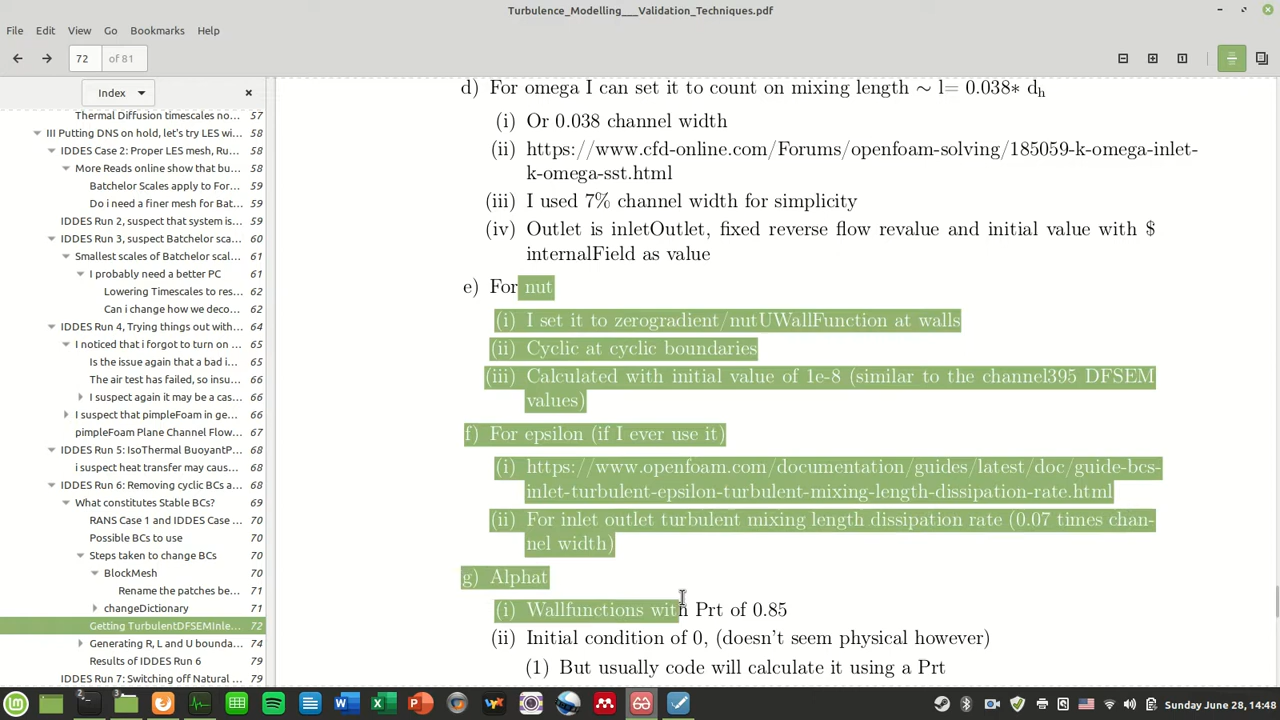 Turbulence_Modelling___Validation_Techniques.pdf
File Edit View Go Bookmarks Help
72 of 81
Index
Thermal Diffusion timescales no... 57
III Putting DNS on hold, let's try LES wi... 58
IDDES Case 2: Proper LES mesh, Ru... 58
More Reads online show that bu... 58
Batchelor Scales apply to For... 59
Do i need a finer mesh for Bat... 59
IDDES Run 2, suspect that system is... 59
IDDES Run 3, suspect Batchelor sca... 60
Smallest scales of Batchelor scal... 61
I probably need a better PC 61
Lowering Timescales to res... 62
Can i change how we deco... 62
IDDES Run 4, Trying things out with... 64
I noticed that i forgot to turn on ... 65
Is the issue again that a bad i... 65
The air test has failed, so insu... 66
I suspect again it may be a cas... 66
I suspect that pimpleFoam in ge... 66
pimpleFoam Plane Channel Flow... 67
IDDES Run 5: IsoThermal BuoyantP... 68
i suspect heat transfer may caus... 68
IDDES Run 6: Removing cyclic BCs a... 68
What constitutes Stable BCs? 69
RANS Case 1 and IDDES Case ... 70
Possible BCs to use 70
Steps taken to change BCs 70
BlockMesh 70
Rename the patches be... 71
changeDictionary 71
Getting TurbulentDFSEMInle... 72
Generating R, L and U bounda... 74
Results of IDDES Run 6 79
IDDES Run 7: Switching off Natural ... 79
d) For omega I can set it to count on mixing length ∼ l= 0.038∗ dh
(i) Or 0.038 channel width
(ii) https://www.cfd-online.com/Forums/openfoam-solving/185059-k-omega-inlet-
k-omega-sst.html
(iii) I used 7% channel width for simplicity
(iv) Outlet is inletOutlet, fixed reverse flow revalue and initial value with $
internalField as value
e) For nut
(i) I set it to zerogradient/nutUWallFunction at walls
(ii) Cyclic at cyclic boundaries
(iii) Calculated with initial value of 1e-8 (similar to the channel395 DFSEM
values)
f) For epsilon (if I ever use it)
(i) https://www.openfoam.com/documentation/guides/latest/doc/guide-bcs-
inlet-turbulent-epsilon-turbulent-mixing-length-dissipation-rate.html
(ii) For inlet outlet turbulent mixing length dissipation rate (0.07 times chan-
nel width)
g) Alphat
(i) Wallfunctions with Prt of 0.85
(ii) Initial condition of 0, (doesn't seem physical however)
(1) But usually code will calculate it using a Prt
2 3 Sunday June 28, 14:48